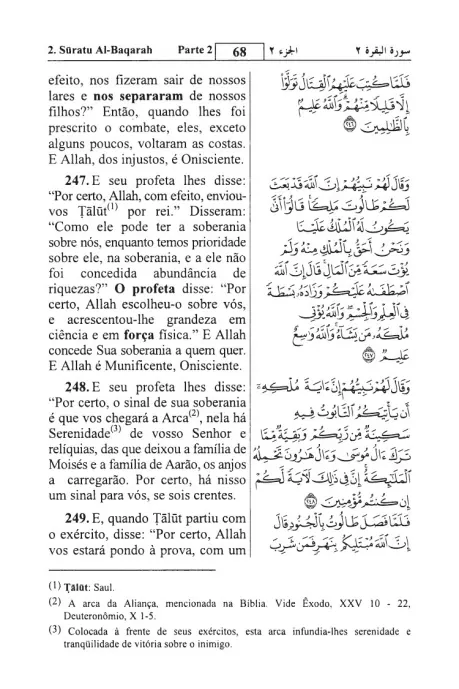 2. Sūratu Al-Baqarah Parte 2 68 الجزء ٢ سورة البقرة ٢
efeito, nos fizeram sair de nossos
lares e nos separaram de nossos
filhos?” Então, quando lhes foi
prescrito o combate, eles, exceto
alguns poucos, voltaram as costas.
E Allah, dos injustos, é Onisciente.
247. E seu profeta lhes disse:
“Por certo, Allah, com efeito, enviou-
vos Ṭālūt(1) por rei.” Disseram:
“Como ele pode ter a soberania
sobre nós, enquanto temos prioridade
sobre ele, na soberania, e a ele não
foi concedida abundância de
riquezas?” O profeta disse: “Por
certo, Allah escolheu-o sobre vós,
e acrescentou-lhe grandeza em
ciência e em força física.” E Allah
concede Sua soberania a quem quer.
E Allah é Munificente, Onisciente.
248. E seu profeta lhes disse:
“Por certo, o sinal de sua soberania
é que vos chegará a Arca(2), nela há
Serenidade(3) de vosso Senhor e
relíquias, das que deixou a família de
Moisés e a família de Aarão, os anjos
a carregarão. Por certo, há nisso
um sinal para vós, se sois crentes.
249. E, quando Ṭālūt partiu com
o exército, disse: “Por certo, Allah
vos estará pondo à prova, com um
فَلَمَّا كُتِبَ عَلَيْهِمُ ٱلْقِتَالُ تَوَلَّوْا۟
إِلَّا قَلِيلًا مِّنْهُمْ وَٱللَّهُ عَلِيمٌۢ
بِٱلظَّـٰلِمِينَ ٢٤٦
وَقَالَ لَهُمْ نَبِيُّهُمْ إِنَّ ٱللَّهَ قَدْ بَعَثَ
لَكُمْ طَالُوتَ مَلِكًا قَالُوٓا۟ أَنَّىٰ
يَكُونُ لَهُ ٱلْمُلْكُ عَلَيْنَا
وَنَحْنُ أَحَقُّ بِٱلْمُلْكِ مِنْهُ وَلَمْ
يُؤْتَ سَعَةً مِّنَ ٱلْمَالِ قَالَ إِنَّ ٱللَّهَ
ٱصْطَفَىٰهُ عَلَيْكُمْ وَزَادَهُۥ بَسْطَةً
فِى ٱلْعِلْمِ وَٱلْجِسْمِ وَٱللَّهُ يُؤْتِى
مُلْكَهُۥ مَن يَشَآءُ وَٱللَّهُ وَٰسِعٌ
عَلِيمٌ ٢٤٧
وَقَالَ لَهُمْ نَبِيُّهُمْ إِنَّ ءَايَةَ مُلْكِهِۦٓ
أَن يَأْتِيَكُمُ ٱلتَّابُوتُ فِيهِ
سَكِينَةٌ مِّن رَّبِّكُمْ وَبَقِيَّةٌ مِّمَّا
تَرَكَ ءَالُ مُوسَىٰ وَءَالُ هَـٰرُونَ تَحْمِلُهُ
ٱلْمَلَـٰٓئِكَةُ إِنَّ فِى ذَٰلِكَ لَـَٔايَةً لَّكُمْ
إِن كُنتُم مُّؤْمِنِينَ ٢٤٨
فَلَمَّا فَصَلَ طَالُوتُ بِٱلْجُنُودِ قَالَ
إِنَّ ٱللَّهَ مُبْتَلِيكُم بِنَهَرٍ فَمَن شَرِبَ
(1) Ṭālūt: Saul.
(2) A arca da Aliança, mencionada na Bíblia. Vide Êxodo, XXV 10 - 22,
Deuteronômio, X 1-5.
(3) Colocada à frente de seus exércitos, esta arca infundia-lhes serenidade e
tranqüilidade de vitória sobre o inimigo.